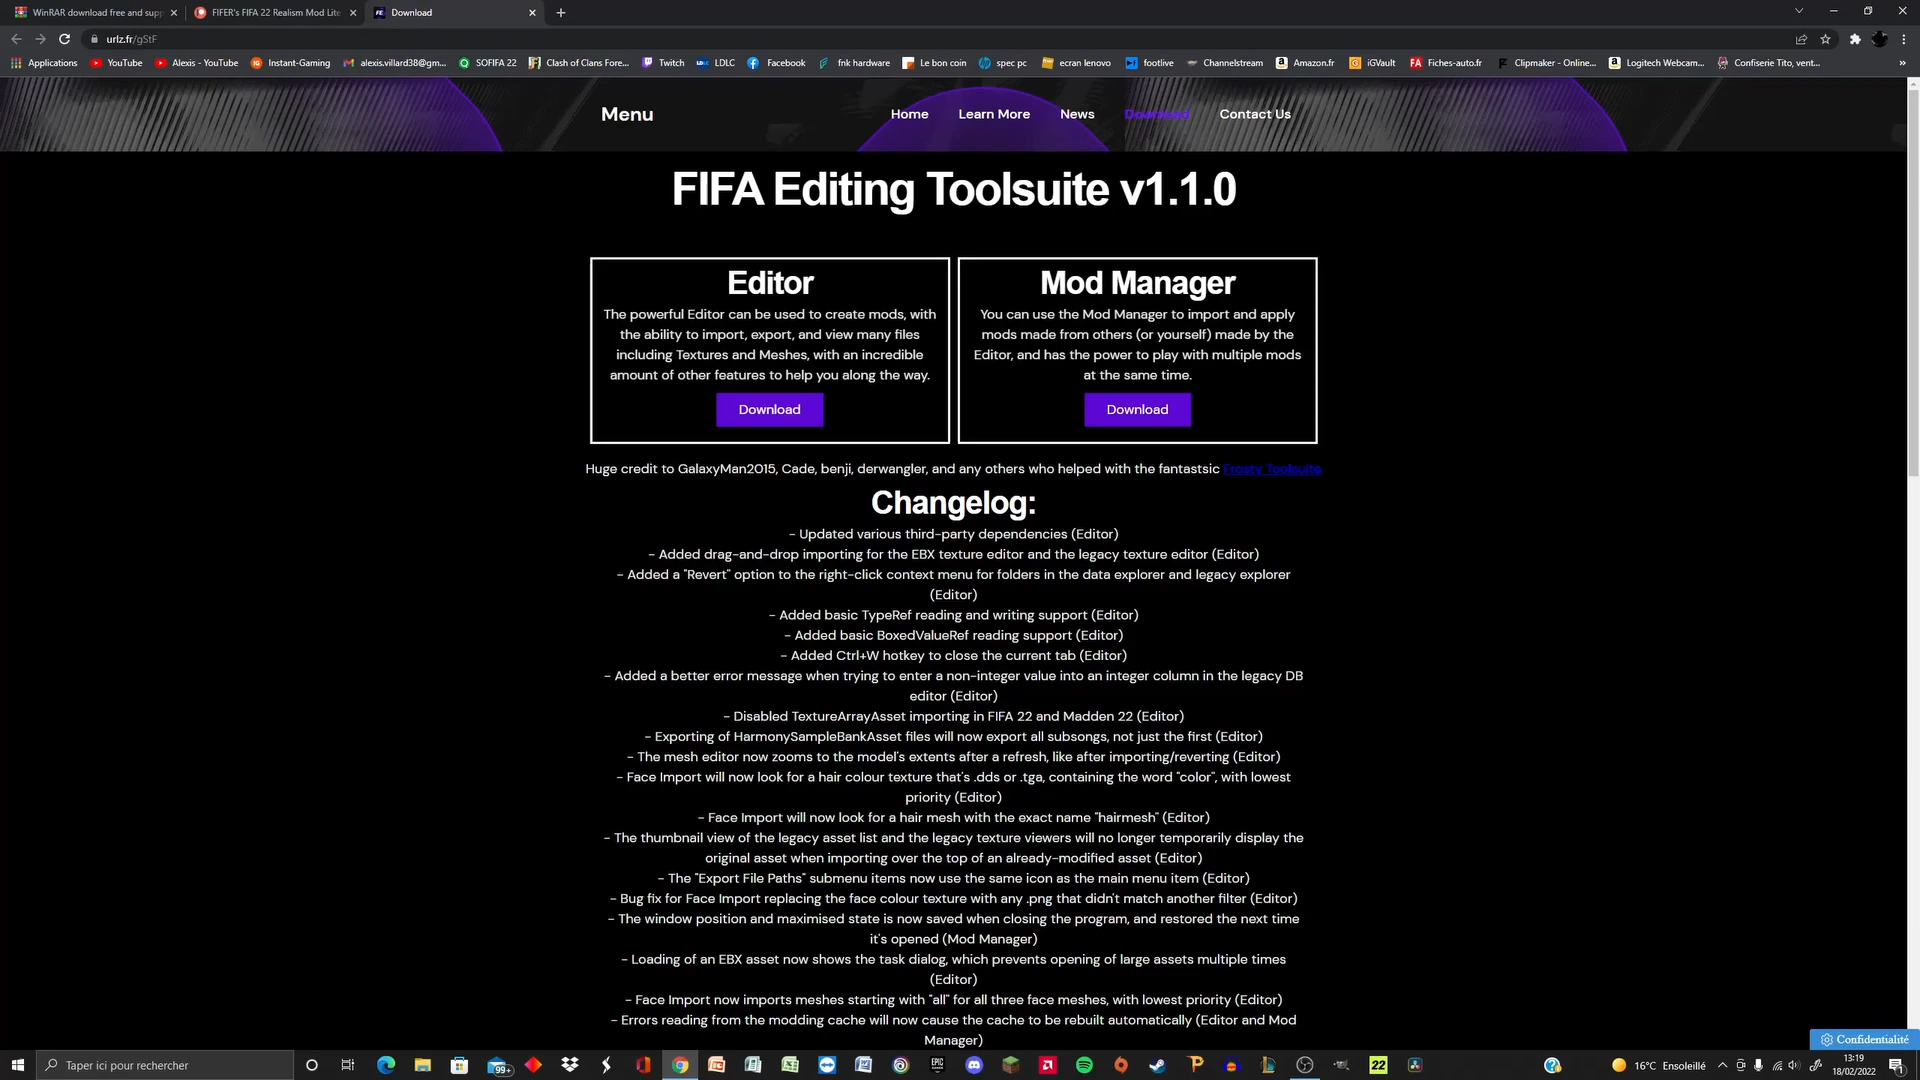 WinRAR download free and supp
FIFER's FIFA 22 Realism Mod Lite
Download
urlz.fr/gStF
Applications
YouTube
Alexis - YouTube
Instant-Gaming
alexis.villard38@gm...
SOFIFA 22
Clash of Clans Fore...
Twitch
LDLC
Facebook
fnk hardware
Le bon coin
spec pc
ecran lenovo
footlive
Channelstream
Amazon.fr
iGVault
Fiches-auto.fr
Clipmaker - Online...
Logitech Webcam...
Confiserie Tito, vent...
Menu
Home
Learn More
News
Download
Contact Us
FIFA Editing Toolsuite v1.1.0
Editor
The powerful Editor can be used to create mods, with
the ability to import, export, and view many files
including Textures and Meshes, with an incredible
amount of other features to help you along the way.
Download
Mod Manager
You can use the Mod Manager to import and apply
mods made from others (or yourself) made by the
Editor, and has the power to play with multiple mods
at the same time.
Download
Huge credit to GalaxyMan2015, Cade, benji, derwangler, and any others who helped with the fantastsic Frosty Toolsuite
Changelog:
- Updated various third-party dependencies (Editor)
- Added drag-and-drop importing for the EBX texture editor and the legacy texture editor (Editor)
- Added a "Revert" option to the right-click context menu for folders in the data explorer and legacy explorer
(Editor)
- Added basic TypeRef reading and writing support (Editor)
- Added basic BoxedValueRef reading support (Editor)
- Added Ctrl+W hotkey to close the current tab (Editor)
- Added a better error message when trying to enter a non-integer value into an integer column in the legacy DB
editor (Editor)
- Disabled TextureArrayAsset importing in FIFA 22 and Madden 22 (Editor)
- Exporting of HarmonySampleBankAsset files will now export all subsongs, not just the first (Editor)
- The mesh editor now zooms to the model's extents after a refresh, like after importing/reverting (Editor)
- Face Import will now look for a hair colour texture that's .dds or .tga, containing the word "color", with lowest
priority (Editor)
- Face Import will now look for a hair mesh with the exact name "hairmesh" (Editor)
- The thumbnail view of the legacy asset list and the legacy texture viewers will no longer temporarily display the
original asset when importing over the top of an already-modified asset (Editor)
- The "Export File Paths" submenu items now use the same icon as the main menu item (Editor)
- Bug fix for Face Import replacing the face colour texture with any .png that didn't match another filter (Editor)
- The window position and maximised state is now saved when closing the program, and restored the next time
it's opened (Mod Manager)
- Loading of an EBX asset now shows the task dialog, which prevents opening of large assets multiple times
(Editor)
- Face Import now imports meshes starting with "all" for all three face meshes, with lowest priority (Editor)
- Errors reading from the modding cache will now cause the cache to be rebuilt automatically (Editor and Mod
Manager)
Confidentialité
Taper ici pour rechercher
99+
EPIC
22
16°C Ensoleillé
13:19
18/02/2022